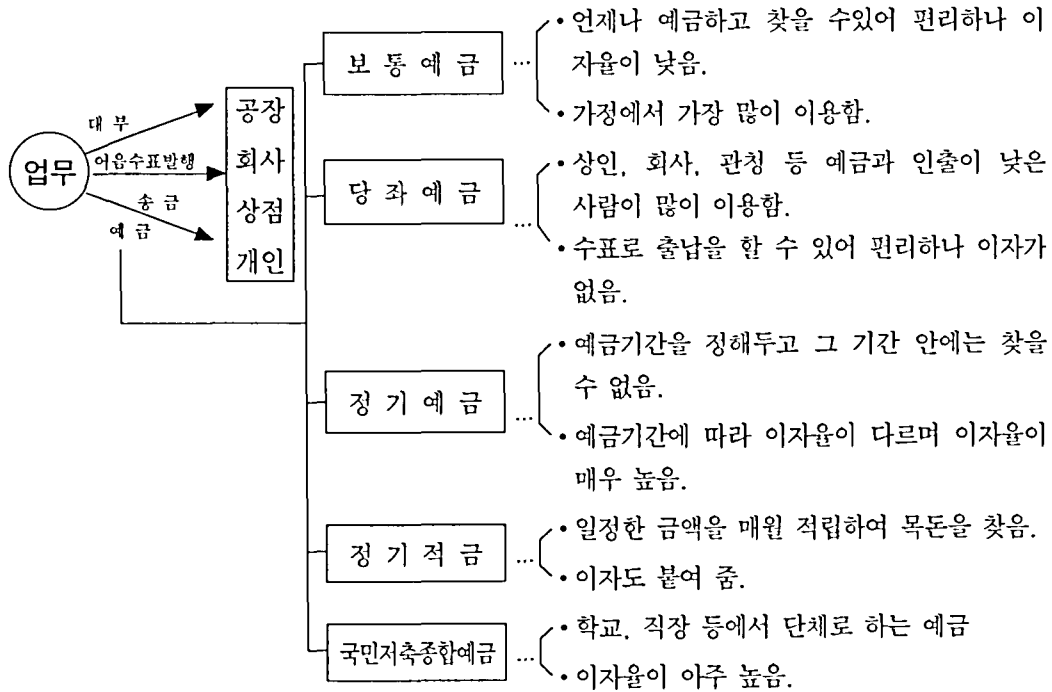 업무
대 부
어음수표발행
송 금
예 금
공장
회사
상점
개인
보 통 예 금 …
• 언제나 예금하고 찾을 수있어 편리하나 이
자율이 낮음.
• 가정에서 가장 많이 이용함.
당 좌 예 금 …
• 상인, 회사, 관청 등 예금과 인출이 낮은
사람이 많이 이용함.
• 수표로 출납을 할 수 있어 편리하나 이자가
없음.
정 기 예 금 …
• 예금기간을 정해두고 그 기간 안에는 찾을
수 없음.
• 예금기간에 따라 이자율이 다르며 이자율이
매우 높음.
정 기 적 금 …
• 일정한 금액을 매월 적립하여 목돈을 찾음.
• 이자도 붙여 줌.
국민저축종합예금 …
• 학교, 직장 등에서 단체로 하는 예금
• 이자율이 아주 높음.